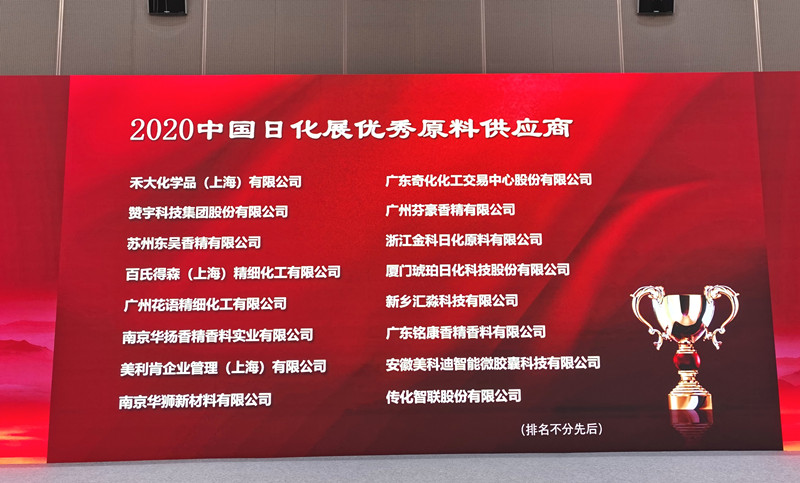 2020中国日化展优秀原料供应商
禾大化学品（上海）有限公司
赞宇科技集团股份有限公司
苏州东吴香精有限公司
百氏得森（上海）精细化工有限公司
广州花语精细化工有限公司
南京华扬香精香料实业有限公司
美利肯企业管理（上海）有限公司
南京华狮新材料有限公司
广东奇化化工交易中心股份有限公司
广州芬豪香精有限公司
浙江金科日化原料有限公司
厦门琥珀日化科技股份有限公司
新乡汇淼科技有限公司
广东铭康香精香料有限公司
安徽美科迪智能微胶囊科技有限公司
传化智联股份有限公司
（排名不分先后）